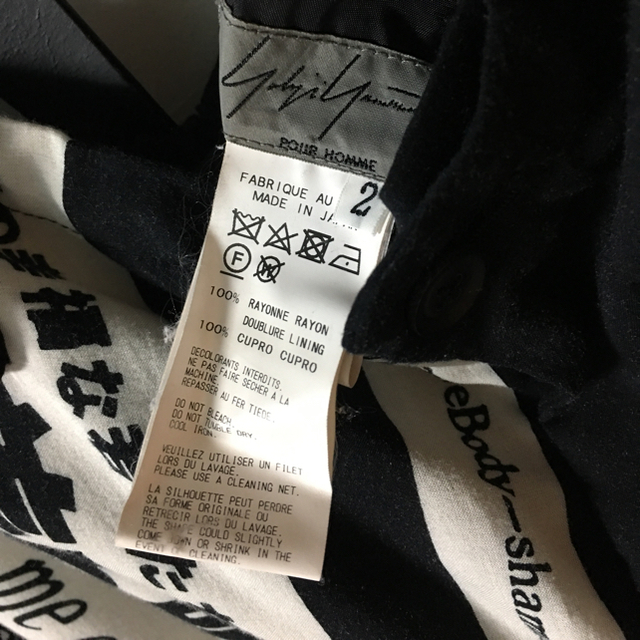 Yohji Yamamoto
POUR HOMME
FABRIQUE AU
2
MADE IN
F
100% RAYONNE RAYON
DOUBLURE LINING
100% CUPRO CUPRO
DECOLORANTS INTERDITS.
NE PAS FAIRE SECHER A LA
MACHINE.
REPASSER AU FER TIEDE.
DO NOT BLEACH.
DO NOT TUMBLE DRY.
COOL IRON.
VEUILLEZ UTILISER UN FILET
LORS DU LAVAGE.
PLEASE USE A CLEANING NET.
LA SILHOUETTE PEUT PERDRE
SA FORME ORIGINALE OU
RETRECIR LORS DU LAVAGE.
THE SHAPE COULD SLIGHTLY
COME DOWN OR SHRINK IN THE
EVENT OF CLEANING.
eBody—sham
me